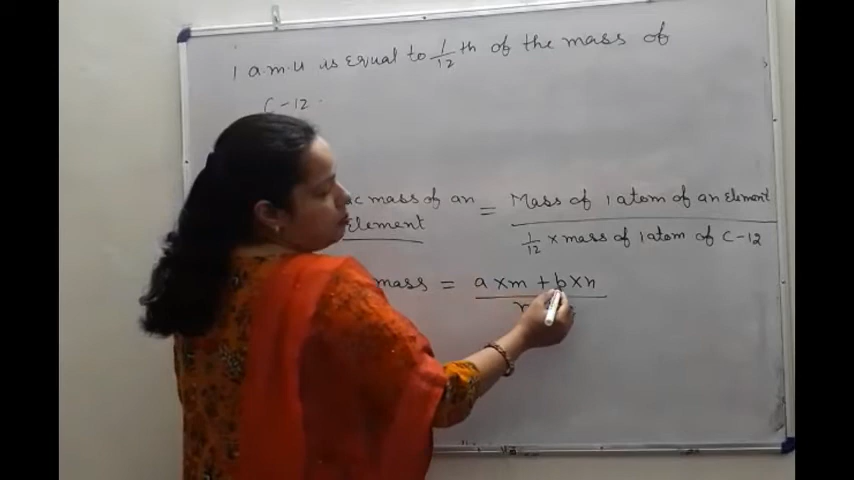 1 a.m.u is equal to 1/12 th of the mass of
C-12.
mass of an Element = Mass of 1 atom of an Element / 1/12 × mass of 1 atom of C-12
mass = a×m + b×n